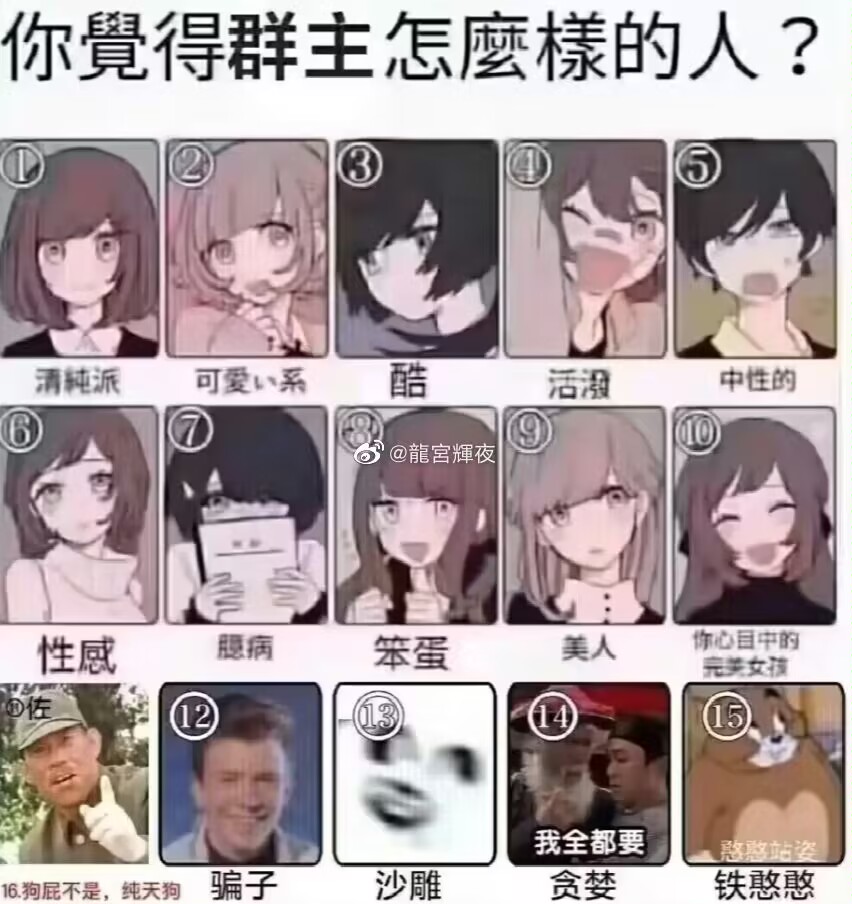 你覺得群主怎麼樣的人？
① ② ③ ④ ⑤
清純派 可愛い系 酷 活潑 中性的
⑥ ⑦ ⑧ ⑨ ⑩
@龍宮輝夜
性感 臆病 笨蛋 美人 你心目中的
完美女孩
⑪佐 ⑫ ⑬ ⑭ ⑮
我全都要 憨憨站姿
16.狗屁不是，纯天狗 骗子 沙雕 贪婪 铁憨憨